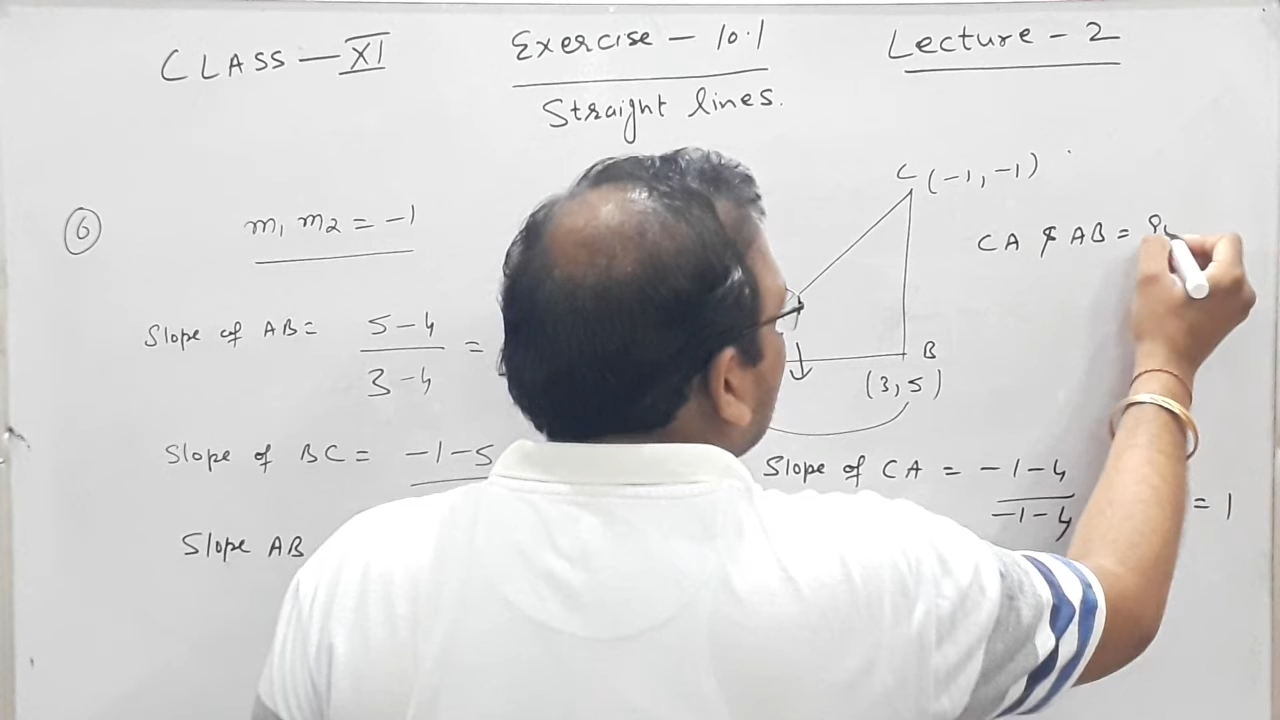 CLASS — XI
Exercise — 10.1
Lecture - 2
Straight lines.
C (-1, -1)
⑥
m₁ m₂ = -1
CA & AB =
Slope of AB = 5-4 / 3-4 =
B
(3, 5)
Slope of BC = -1-5
Slope of CA = -1-4 / -1-4 = 1
Slope AB